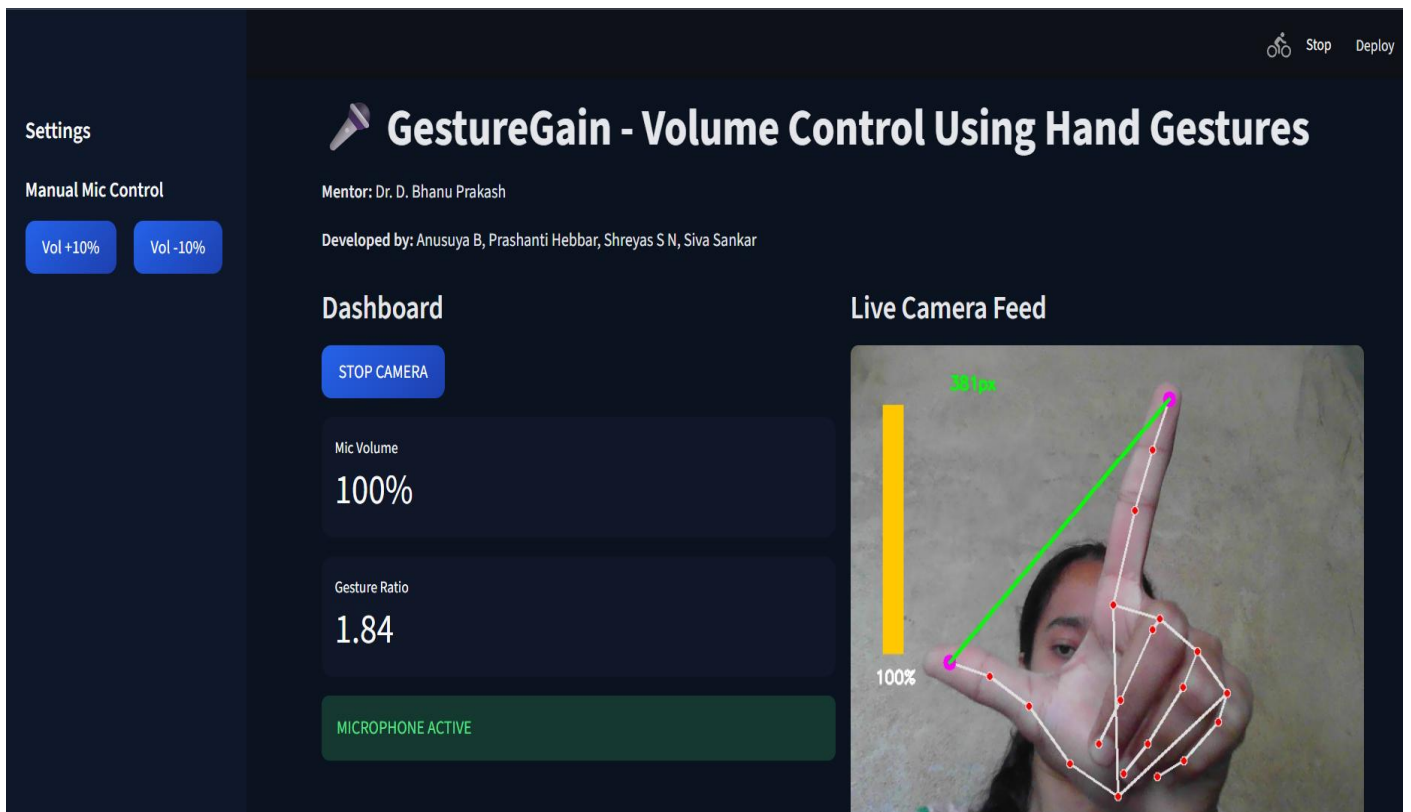 Stop Deploy
Settings
Manual Mic Control
Vol +10% Vol -10%
GestureGain - Volume Control Using Hand Gestures
Mentor: Dr. D. Bhanu Prakash
Developed by: Anusuya B, Prashanti Hebbar, Shreyas S N, Siva Sankar
Dashboard
STOP CAMERA
Mic Volume
100%
Gesture Ratio
1.84
MICROPHONE ACTIVE
Live Camera Feed
381px
100%